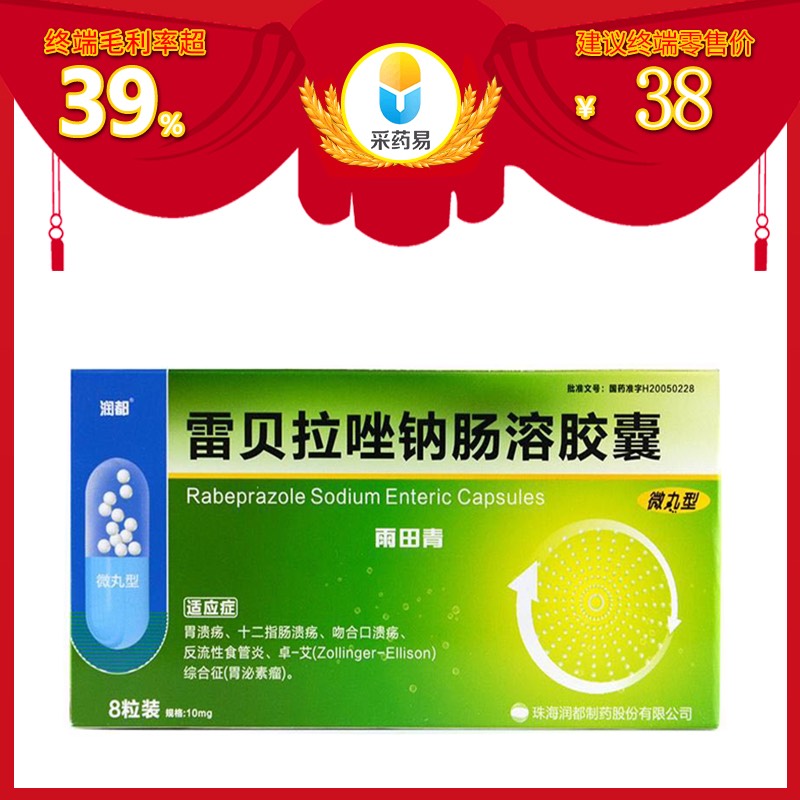 终端毛利率超
39%
建议终端零售价
¥ 38
采药易
批准文号：国药准字H20050228
润都®
雷贝拉唑钠肠溶胶囊
Rabeprazole Sodium Enteric Capsules
微丸型
雨田青
微丸型
适应症
胃溃疡、十二指肠溃疡、吻合口溃疡、
反流性食管炎、卓-艾(Zollinger-Ellison)
综合征(胃泌素瘤)。
8粒装 规格:10mg
珠海润都制药股份有限公司